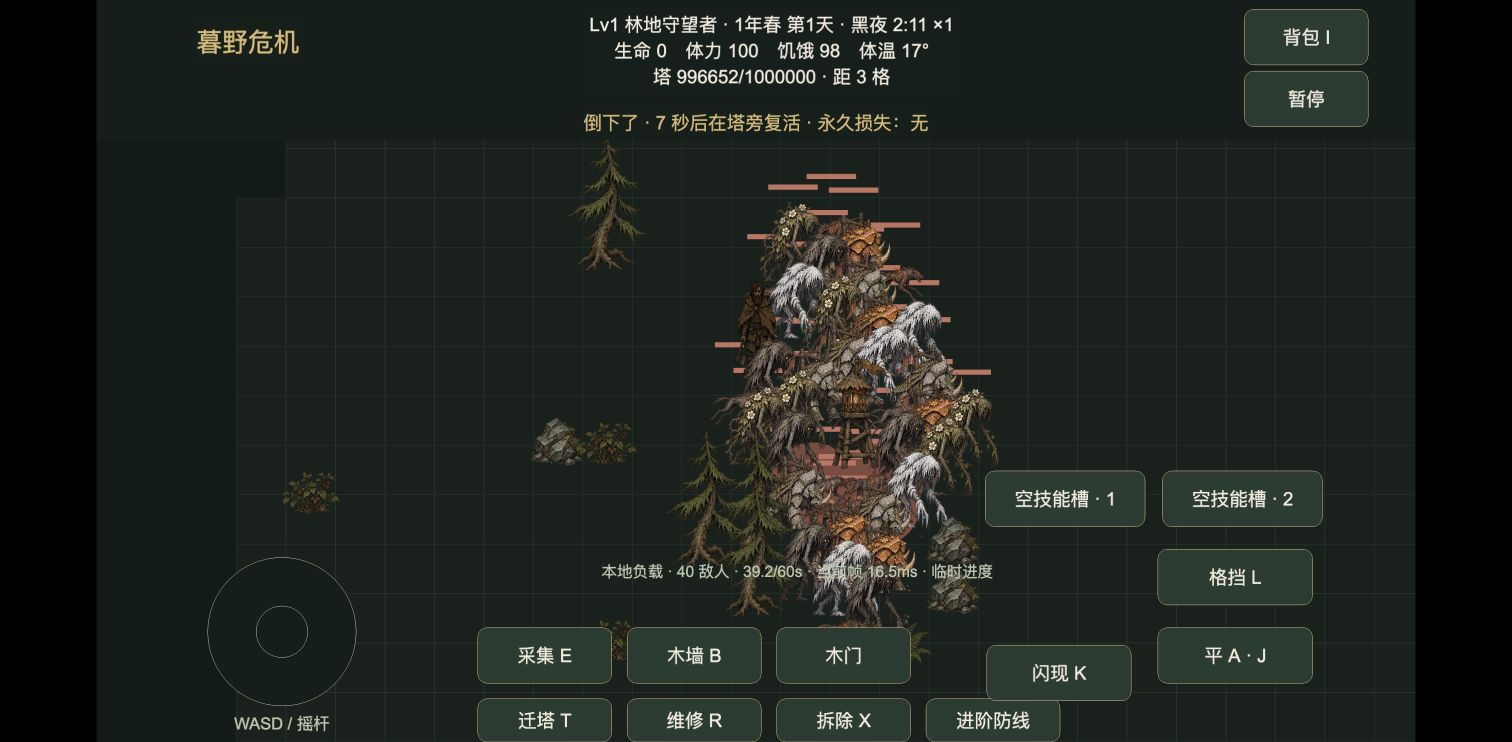 暮野危机
Lv1 林地守望者 · 1年春 第1天 · 黑夜 2:11 ×1
生命 0 体力 100 饥饿 98 体温 17°
塔 996652/1000000 · 距 3 格
倒下了 · 7 秒后在塔旁复活 · 永久损失：无
背包 I
暂停
空技能槽 · 1
空技能槽 · 2
本地负载 · 40 敌人 · 39.2/60s · 当前帧 16.5ms · 临时进度
格挡 L
采集 E
木墙 B
木门
闪现 K
平 A · J
WASD / 摇杆
迁塔 T
维修 R
拆除 X
进阶防线